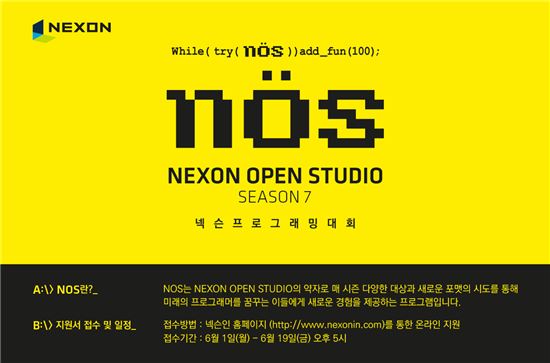 NEXON
While( try( nös ))add_fun(100);
nös
NEXON OPEN STUDIO
SEASON 7
넥슨프로그래밍대회
A:\> NOS란?_
NOS는 NEXON OPEN STUDIO의 약자로 매 시즌 다양한 대상과 새로운 포맷의 시도를 통해
미래의 프로그래머를 꿈꾸는 이들에게 새로운 경험을 제공하는 프로그램입니다.
B:\> 지원서 접수 및 일정_
접수방법 : 넥슨인 홈페이지 (http://www.nexonin.com)를 통한 온라인 지원
접수기간 : 6월 1일(월) – 6월 19일(금) 오후 5시